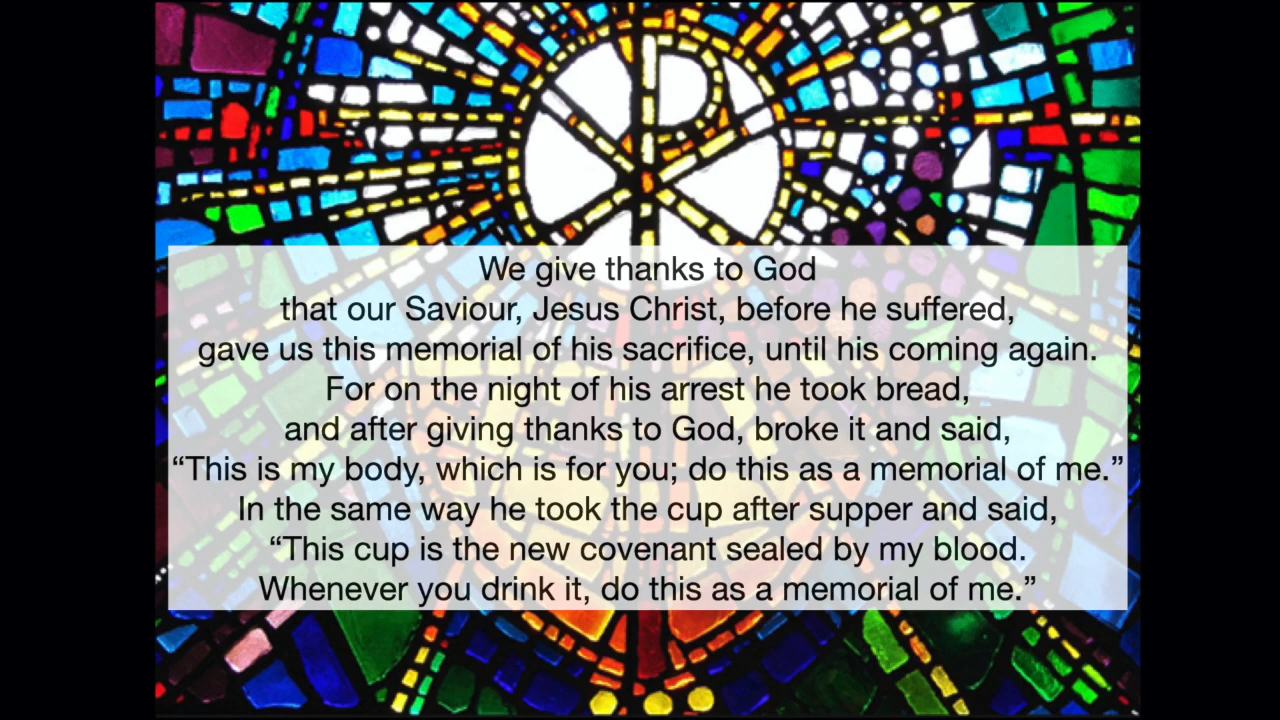 We give thanks to God
that our Saviour, Jesus Christ, before he suffered,
gave us this memorial of his sacrifice, until his coming again.
For on the night of his arrest he took bread,
and after giving thanks to God, broke it and said,
“This is my body, which is for you; do this as a memorial of me.”
In the same way he took the cup after supper and said,
“This cup is the new covenant sealed by my blood.
Whenever you drink it, do this as a memorial of me.”